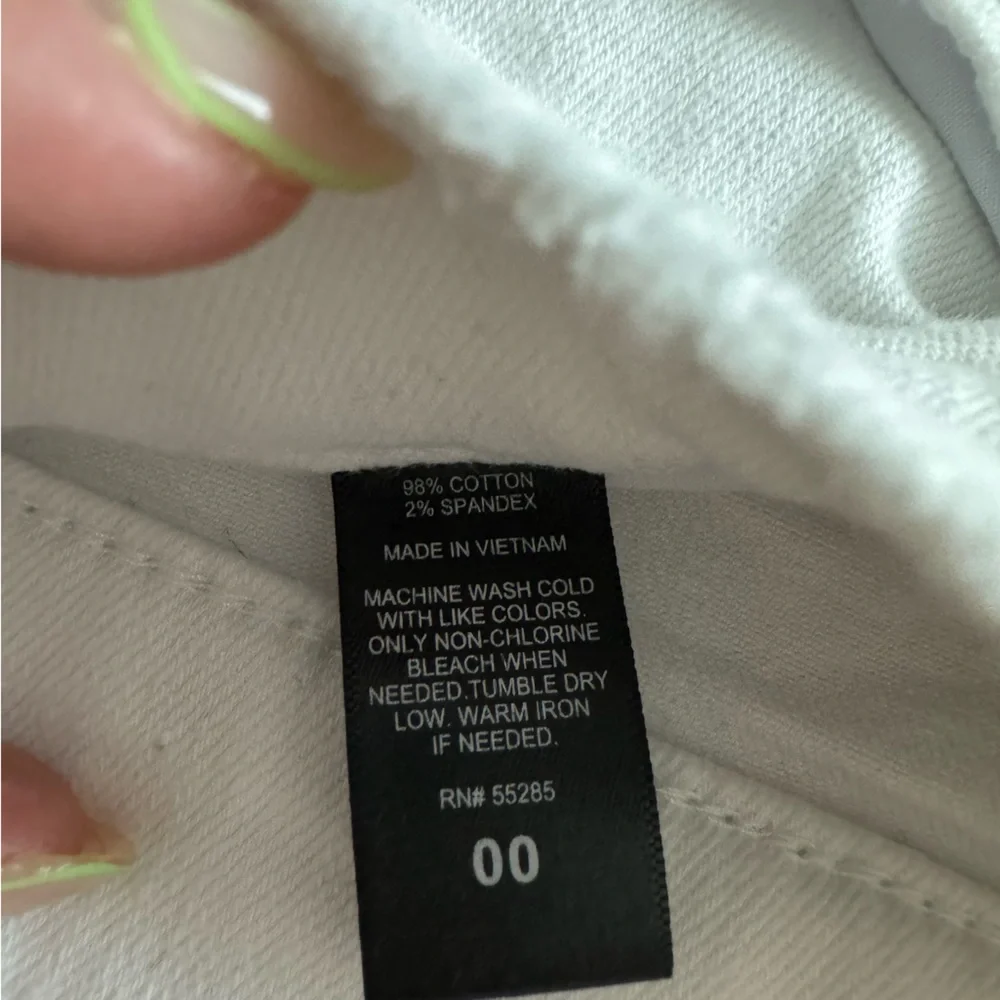 98% COTTON
2% SPANDEX
MADE IN VIETNAM
MACHINE WASH COLD
WITH LIKE COLORS.
ONLY NON-CHLORINE
BLEACH WHEN
NEEDED.TUMBLE DRY
LOW. WARM IRON
IF NEEDED.
RN# 55285
00